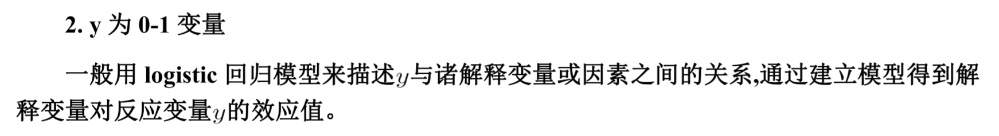 2. y 为 0-1 变量
一般用 logistic 回归模型来描述y与诸解释变量或因素之间的关系,通过建立模型得到解
释变量对反应变量y的效应值。